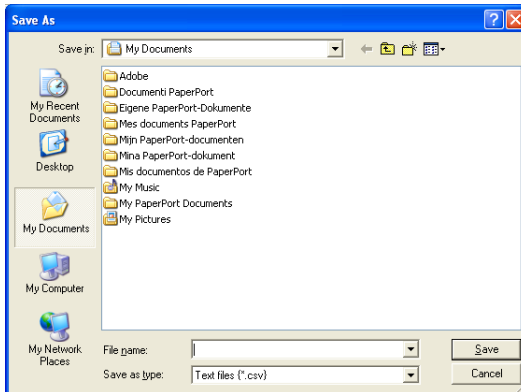 Save As
Save in:
My Documents
My Recent
Documents
Desktop
My Documents
My Computer
My Network
Places
Adobe
Documenti PaperPort
Eigene PaperPort-Dokumente
Mes documents PaperPort
Mijn PaperPort-documenten
Mina PaperPort-dokument
Mis documentos de PaperPort
My Music
My PaperPort Documents
My Pictures
File name:
Save
Save as type:
Text files {*.csv}
Cancel